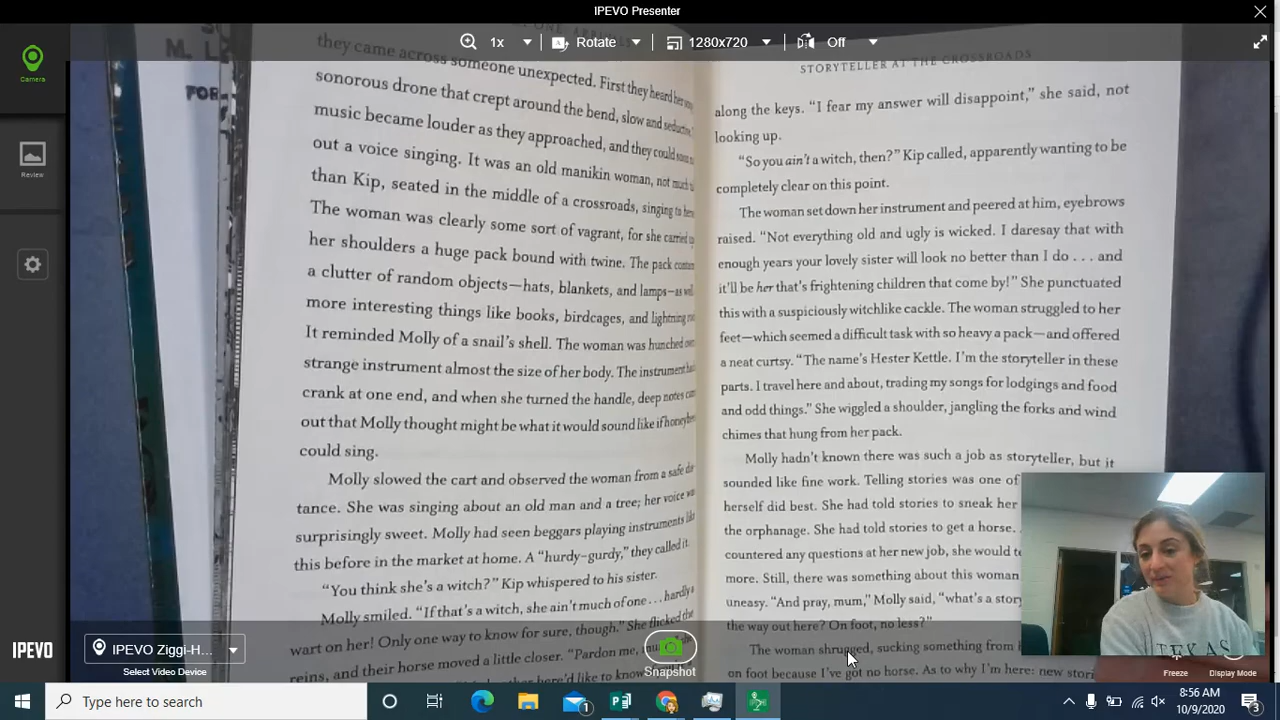 IPEVO Presenter
1x
Rotate
1280x720
Off
Camera
Review
M. L
FOR
they came across someone unexpected. First they heard her
sonorous drone that crept around the bend, slow and seductive.
music became louder as they approached, and they could
out a voice singing. It was an old manikin woman, not much
than Kip, seated in the middle of a crossroads, singing to
The woman was clearly some sort of vagrant, for she carried
her shoulders a huge pack bound with twine. The pack
a clutter of random objects—hats, blankets, and lamps—as well
more interesting things like books, birdcages, and lightning
It reminded Molly of a snail's shell. The woman was hunched over
strange instrument almost the size of her body. The instrument had
crank at one end, and when she turned the handle, deep notes
out that Molly thought might be what it would sound like if
could sing.
Molly slowed the cart and observed the woman from a safe
tance. She was singing about an old man and a tree; her voice
surprisingly sweet. Molly had seen beggars playing instruments like
this before in the market at home. A "hurdy-gurdy," they called it.
"You think she's a witch?" Kip whispered to his sister.
Molly smiled. "If that's a witch, she ain't much of one . . . hardly a
wart on her! Only one way to know for sure, though." She flicked the
reins, and their horse moved a little closer. "Pardon me,
here'd like to know
STORYTELLER AT THE CROSSROADS
along the keys. "I fear my answer will disappoint," she said, not
looking up.
"So you ain't a witch, then?" Kip called, apparently wanting to be
completely clear on this point.
The woman set down her instrument and peered at him, eyebrows
raised. "Not everything old and ugly is wicked. I daresay that with
enough years your lovely sister will look no better than I do . . . and
it'll be her that's frightening children that come by!" She punctuated
this with a suspiciously witchlike cackle. The woman struggled to her
feet—which seemed a difficult task with so heavy a pack—and offered
a neat curtsy. "The name's Hester Kettle. I'm the storyteller in these
parts. I travel here and about, trading my songs for lodgings and food
and odd things." She wiggled a shoulder, jangling the forks and wind
chimes that hung from her pack.
Molly hadn't known there was such a job as storyteller, but it
sounded like fine work. Telling stories was one of
herself did best. She had told stories to sneak her
the orphanage. She had told stories to get a horse.
countered any questions at her new job, she would
more. Still, there was something about this woman
uneasy. "And pray, mum," Molly said, "what's a
the way out here? On foot, no less?"
The woman shrugged, sucking something from
on foot because I've got no horse. As to why I'm here: new
TEXAS
IPEVO
IPEVO Ziggi-H...
Select Video Device
Snapshot
Freeze
Display Mode
Type here to search
1
8:56 AM
10/9/2020
3